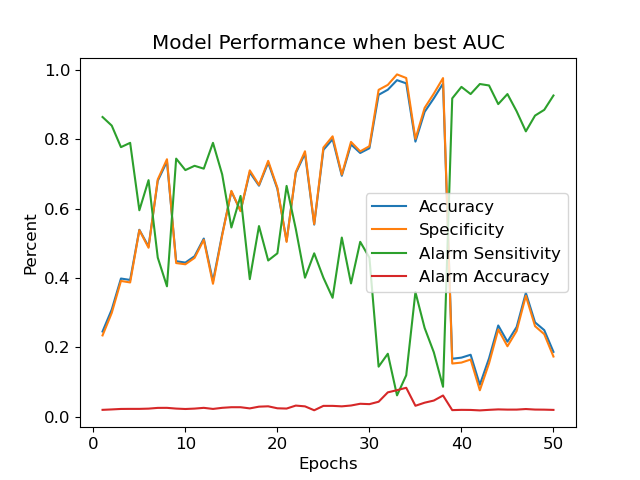 Model Performance when best AUC
Percent
1.0
0.8
0.6
0.4
0.2
0.0
Accuracy
Specificity
Alarm Sensitivity
Alarm Accuracy
0
10
20
30
40
50
Epochs